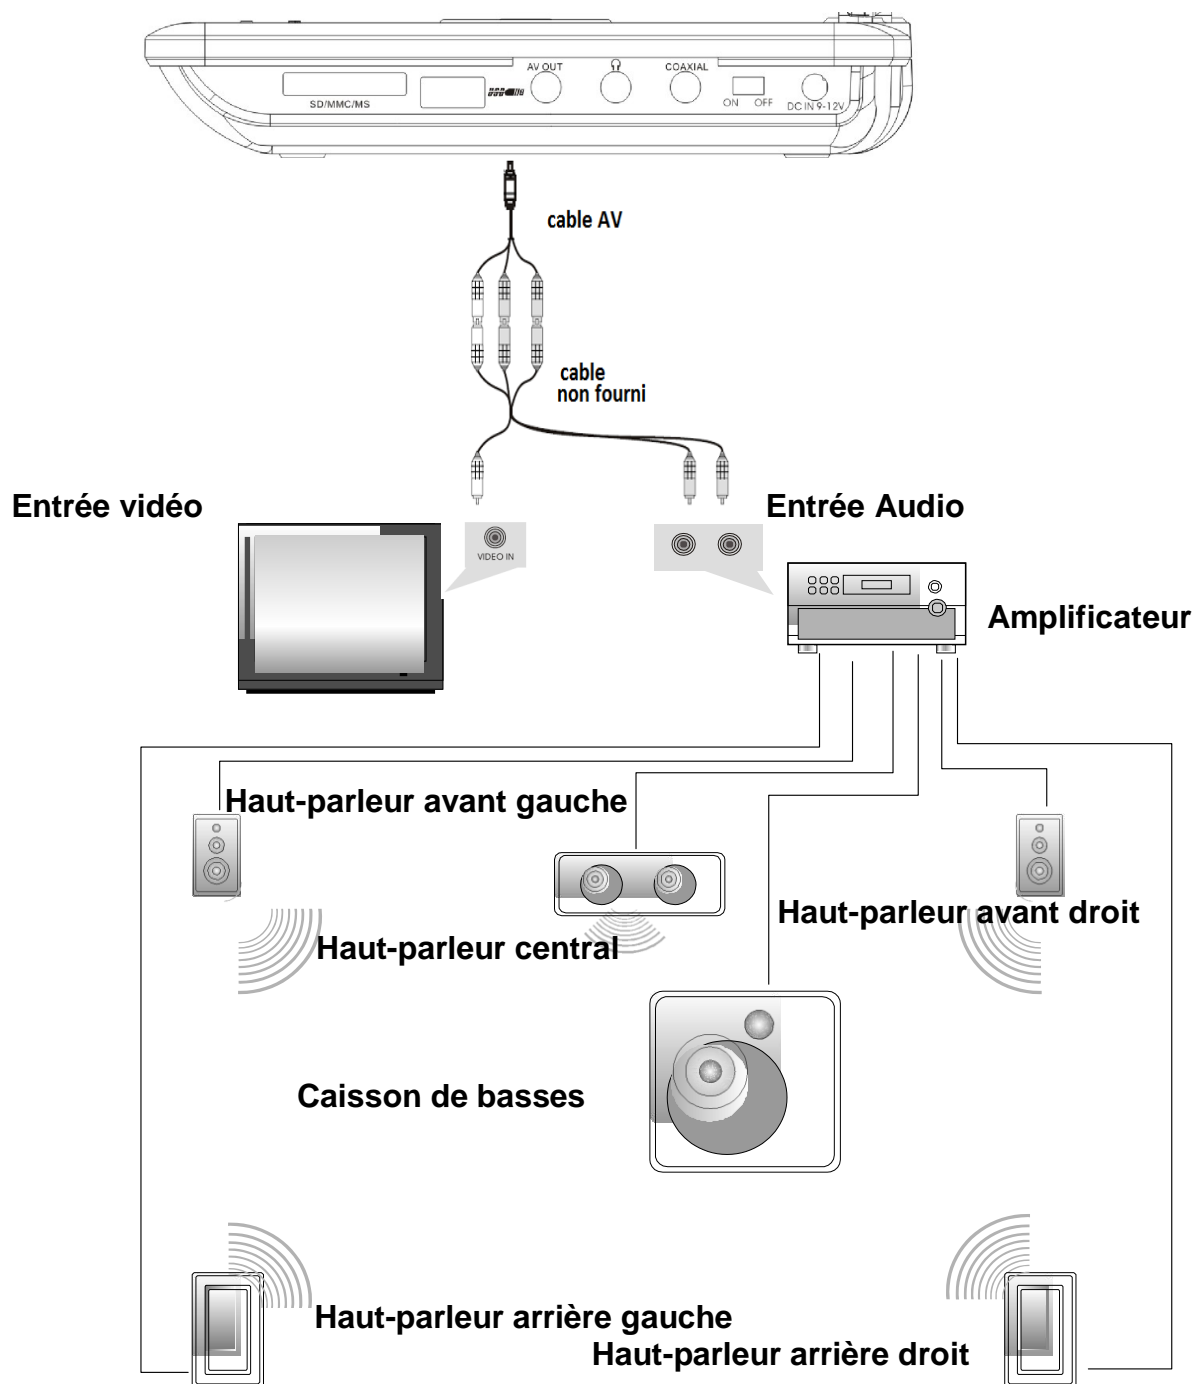 AV OUT
COAXIAL
SD/MMC/MS
ON OFF
DC IN 9-12V
cable AV
cable
non fourni
Entrée vidéo
Entrée Audio
VIDEO IN
Amplificateur
Haut-parleur avant gauche
Haut-parleur avant droit
Haut-parleur central
Caisson de basses
Haut-parleur arrière gauche
Haut-parleur arrière droit